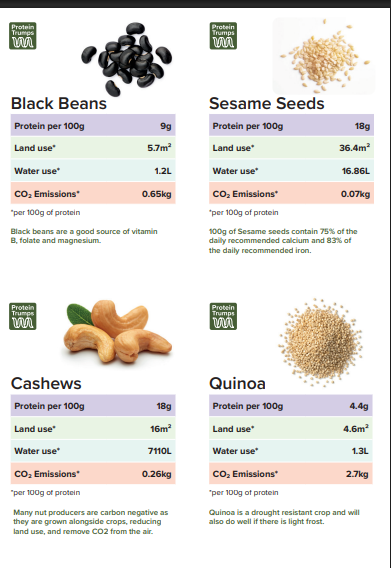 Protein
Trumps
Black Beans
Protein per 100g 9g
Land use* 5.7m²
Water use* 1.2L
CO₂ Emissions* 0.65kg
*per 100g of protein
Black beans are a good source of vitamin
B, folate and magnesium.
Protein
Trumps
Sesame Seeds
Protein per 100g 18g
Land use* 36.4m²
Water use* 16.86L
CO₂ Emissions* 0.07kg
*per 100g of protein
100g of Sesame seeds contain 75% of the
daily recommended calcium and 83% of
the daily recommended iron.
Protein
Trumps
Cashews
Protein per 100g 18g
Land use* 16m²
Water use* 7110L
CO₂ Emissions* 0.26kg
*per 100g of protein
Many nut producers are carbon negative as
they are grown alongside crops, reducing
land use, and remove CO2 from the air.
Protein
Trumps
Quinoa
Protein per 100g 4.4g
Land use* 4.6m²
Water use* 1.3L
CO₂ Emissions* 2.7kg
*per 100g of protein
Quinoa is a drought resistant crop and will
also do well if there is light frost.